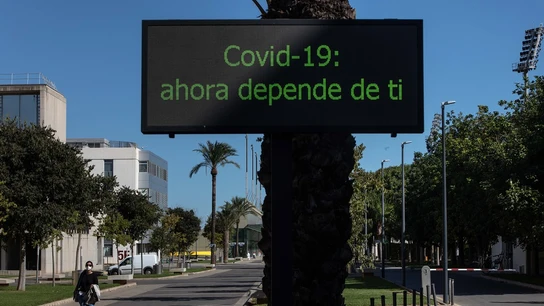 Covid-19:
ahora depende de ti